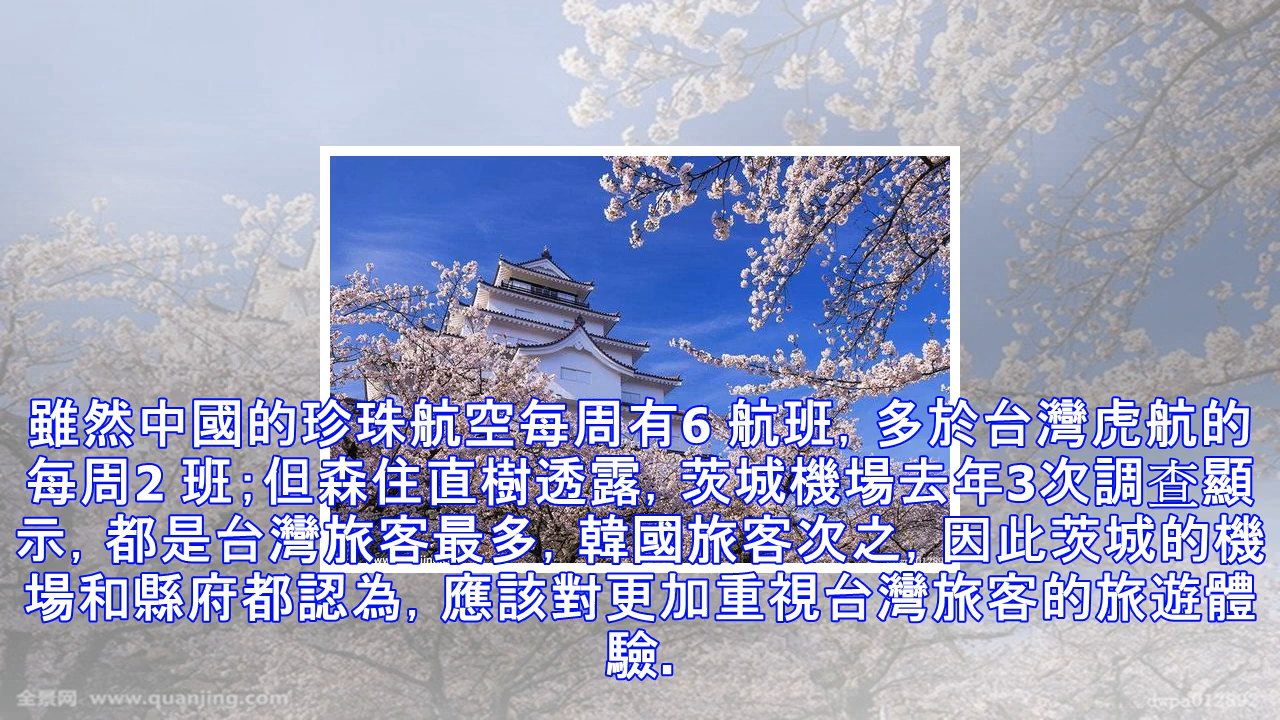 雖然中國的珍珠航空每周有6 航班, 多於台灣虎航的
每周2 班;但森住直樹透露, 茨城機場去年3次調查顯
示, 都是台灣旅客最多, 韓國旅客次之, 因此茨城的機
場和縣府都認為, 應該對更加重視台灣旅客的旅遊體
驗.
全景网 www.quanjing.com